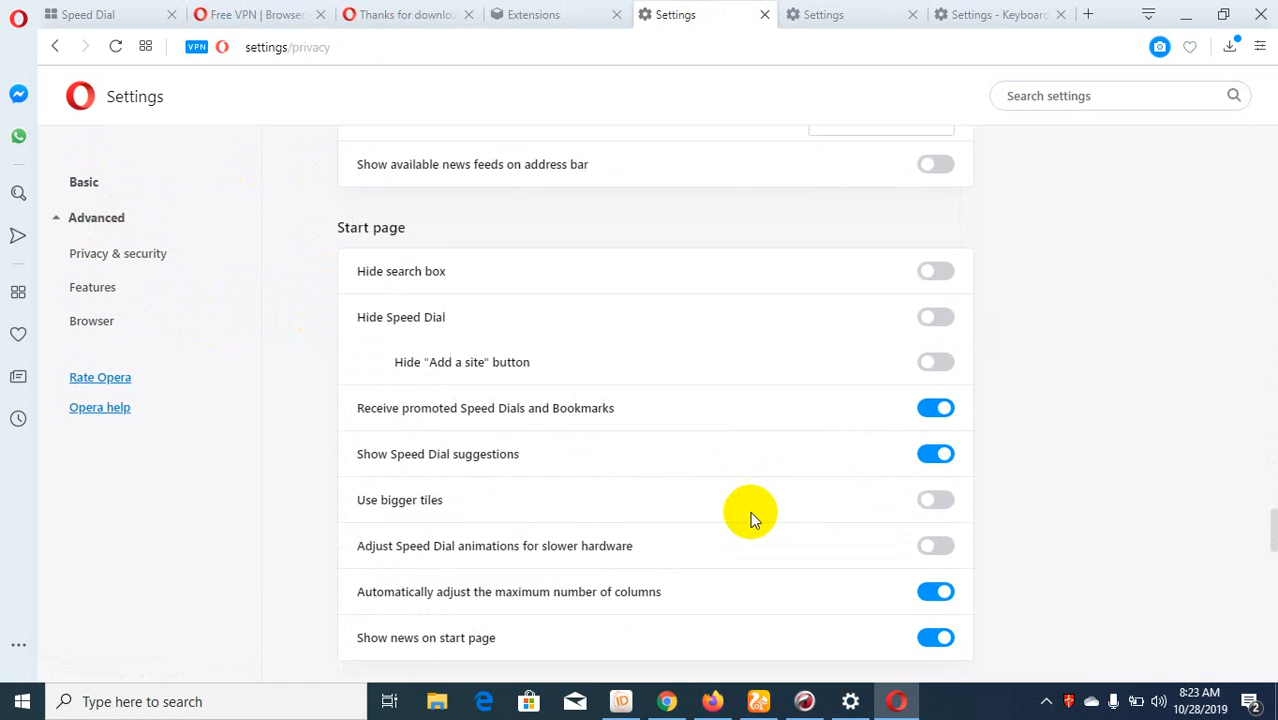 Speed Dial
Free VPN | Browser
Thanks for downlo
Extensions
Settings
Settings
Settings - Keyboard
VPN
settings/privacy
Settings
Search settings
Show available news feeds on address bar
Basic
Advanced
Privacy & security
Features
Browser
Rate Opera
Opera help
Start page
Hide search box
Hide Speed Dial
Hide "Add a site" button
Receive promoted Speed Dials and Bookmarks
Show Speed Dial suggestions
Use bigger tiles
Adjust Speed Dial animations for slower hardware
Automatically adjust the maximum number of columns
Show news on start page
Type here to search
iD
8:23 AM
10/28/2019
2